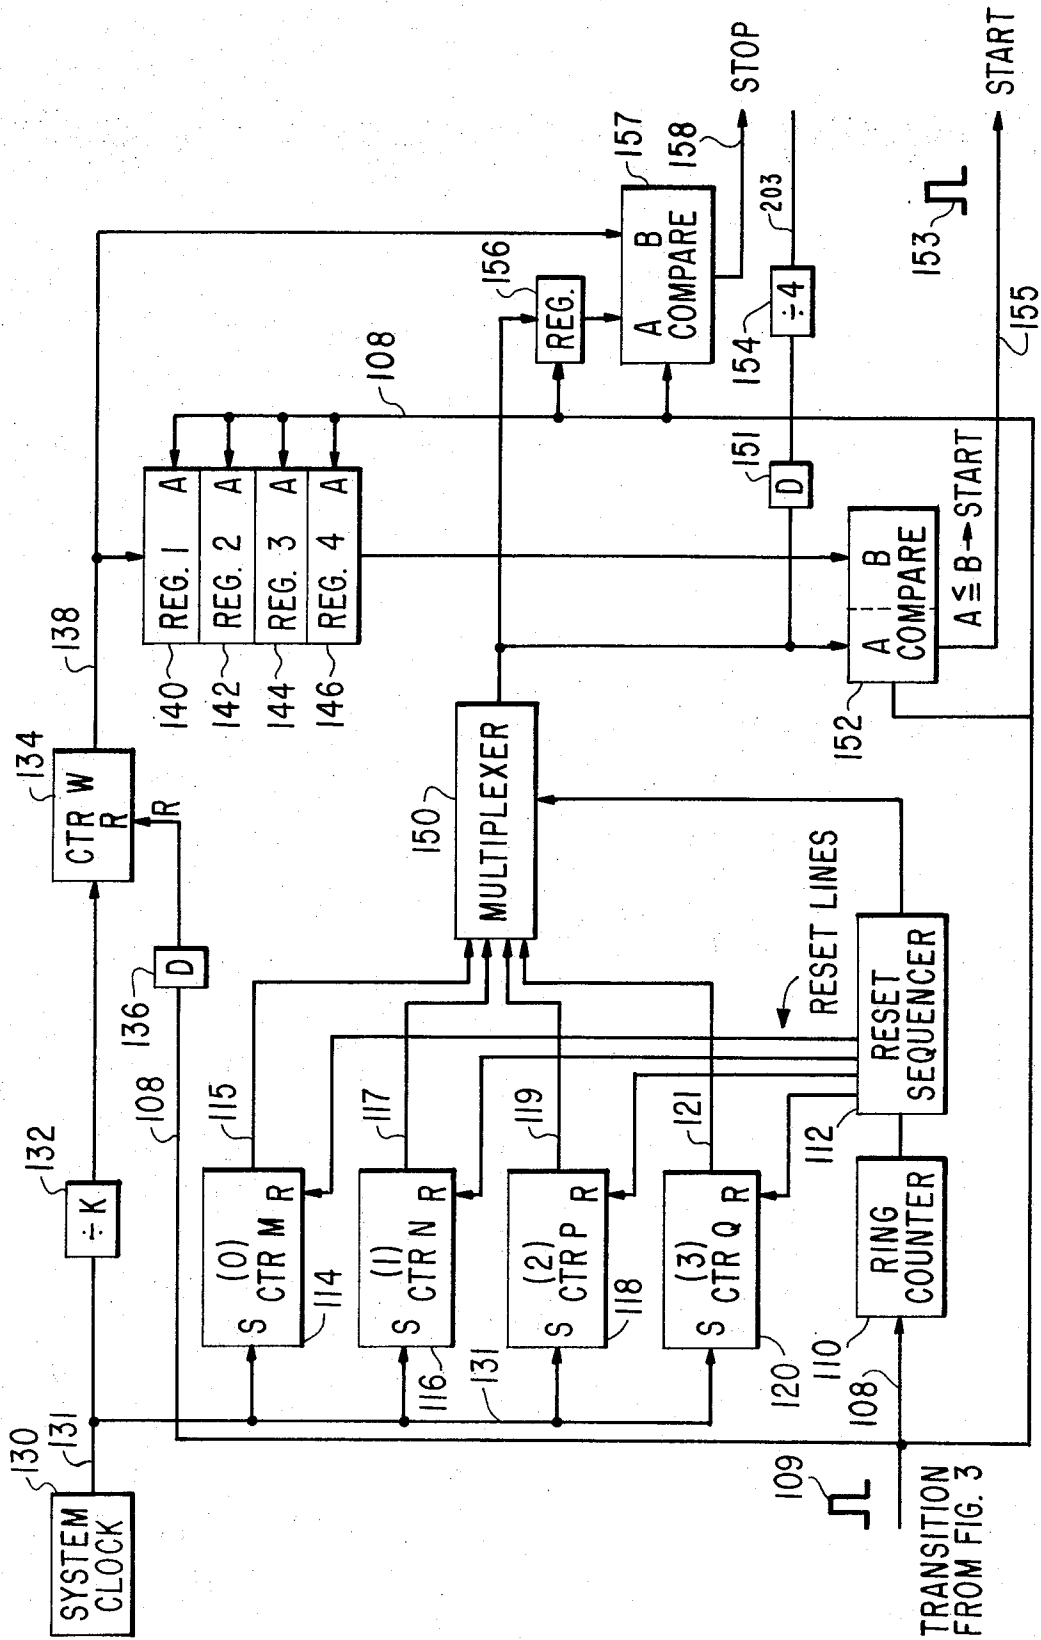 SYSTEM
CLOCK
130
131
÷ K
132
CTR W
R
R
134
138
108
D
136
REG. 1 A
REG. 2 A
REG. 3 A
REG. 4 A
140
142
144
146
108
(0)
S CTR M R
114
115
(1)
S CTR N R
116
117
(2)
S CTR P R
118
119
(3)
S CTR Q R
120
121
131
MULTIPLEXER
150
REG.
156
A B
COMPARE
157
158
STOP
D
151
÷4
154
203
A B
COMPARE
152
A ≦ B → START
153
155
START
RESET LINES
RESET
SEQUENCER
112
RING
COUNTER
110
108
109
TRANSITION
FROM FIG. 3